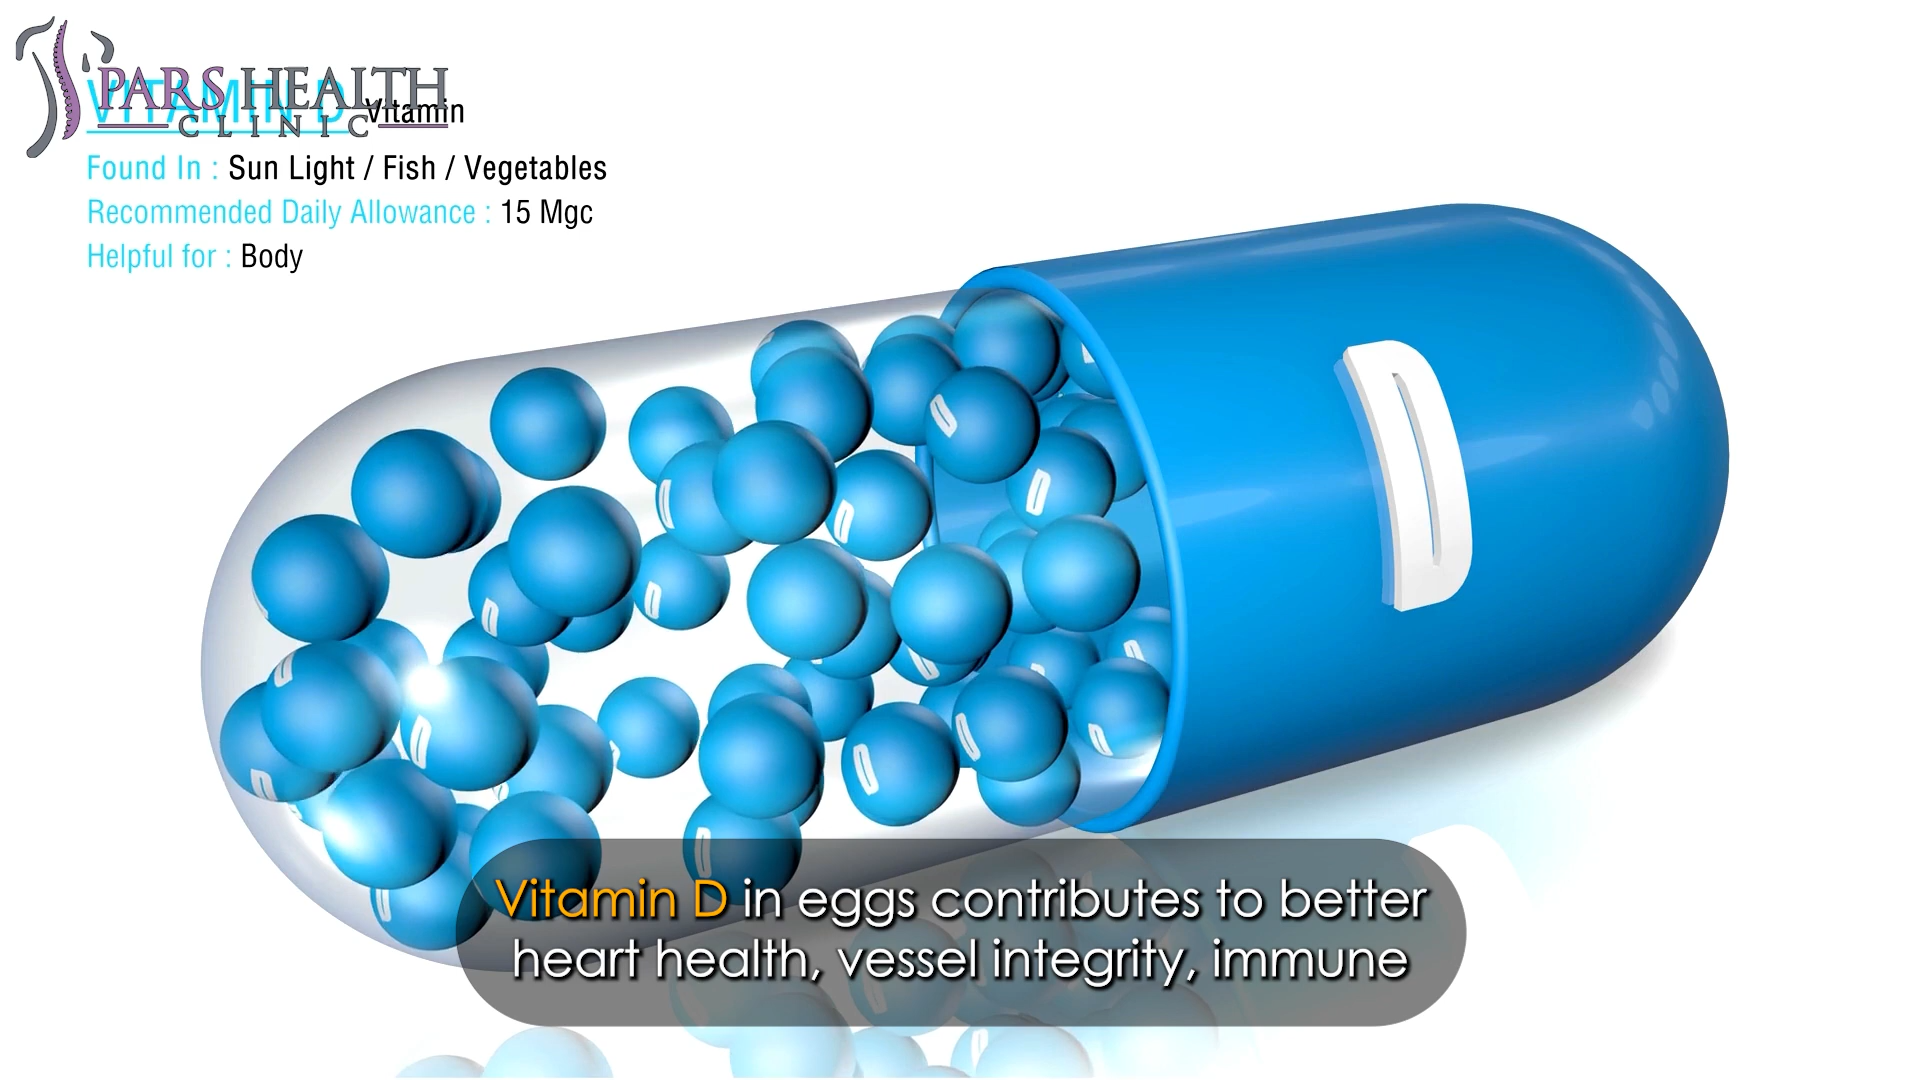 PARS HEALTH
CLINIC
VITAMIN D Vitamin
Found In : Sun Light / Fish / Vegetables
Recommended Daily Allowance : 15 Mgc
Helpful for : Body
D
Vitamin D in eggs contributes to better
heart health, vessel integrity, immune